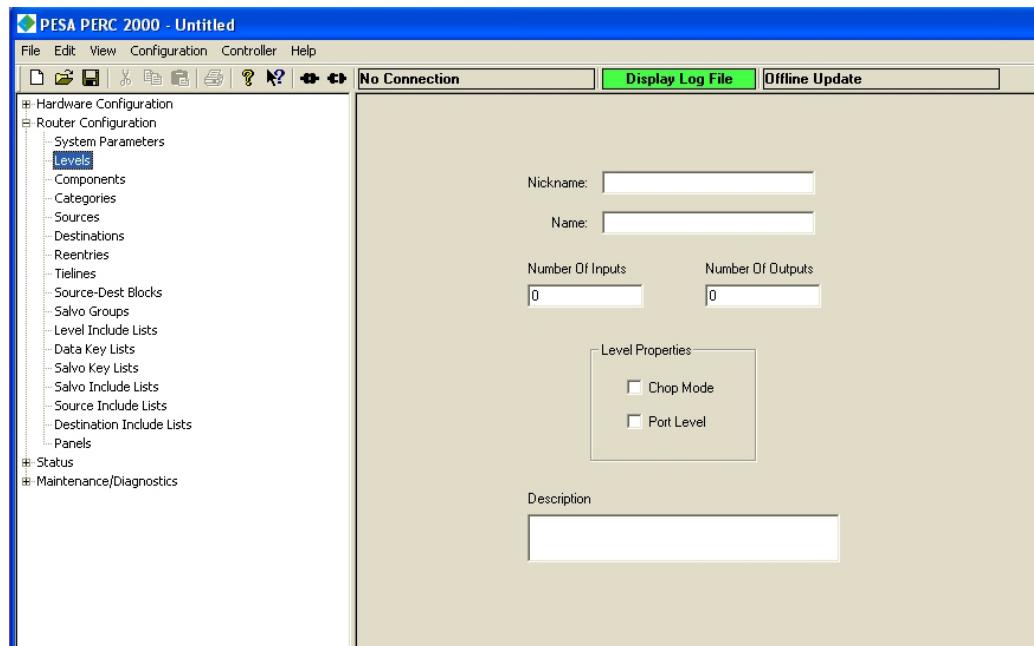 PESA PERC 2000 - Untitled
File Edit View Configuration Controller Help
No Connection Display Log File Offline Update
Hardware Configuration
Router Configuration
System Parameters
Levels
Components
Categories
Sources
Destinations
Reentries
Tielines
Source-Dest Blocks
Salvo Groups
Level Include Lists
Data Key Lists
Salvo Key Lists
Salvo Include Lists
Source Include Lists
Destination Include Lists
Panels
Status
Maintenance/Diagnostics
Nickname:
Name:
Number Of Inputs Number Of Outputs
0 0
Level Properties
Chop Mode
Port Level
Description